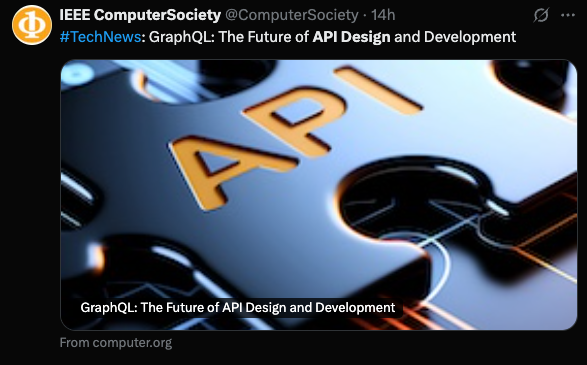 IEEE ComputerSociety @ComputerSociety · 14h
#TechNews: GraphQL: The Future of API Design and Development
API
GraphQL: The Future of API Design and Development
From computer.org